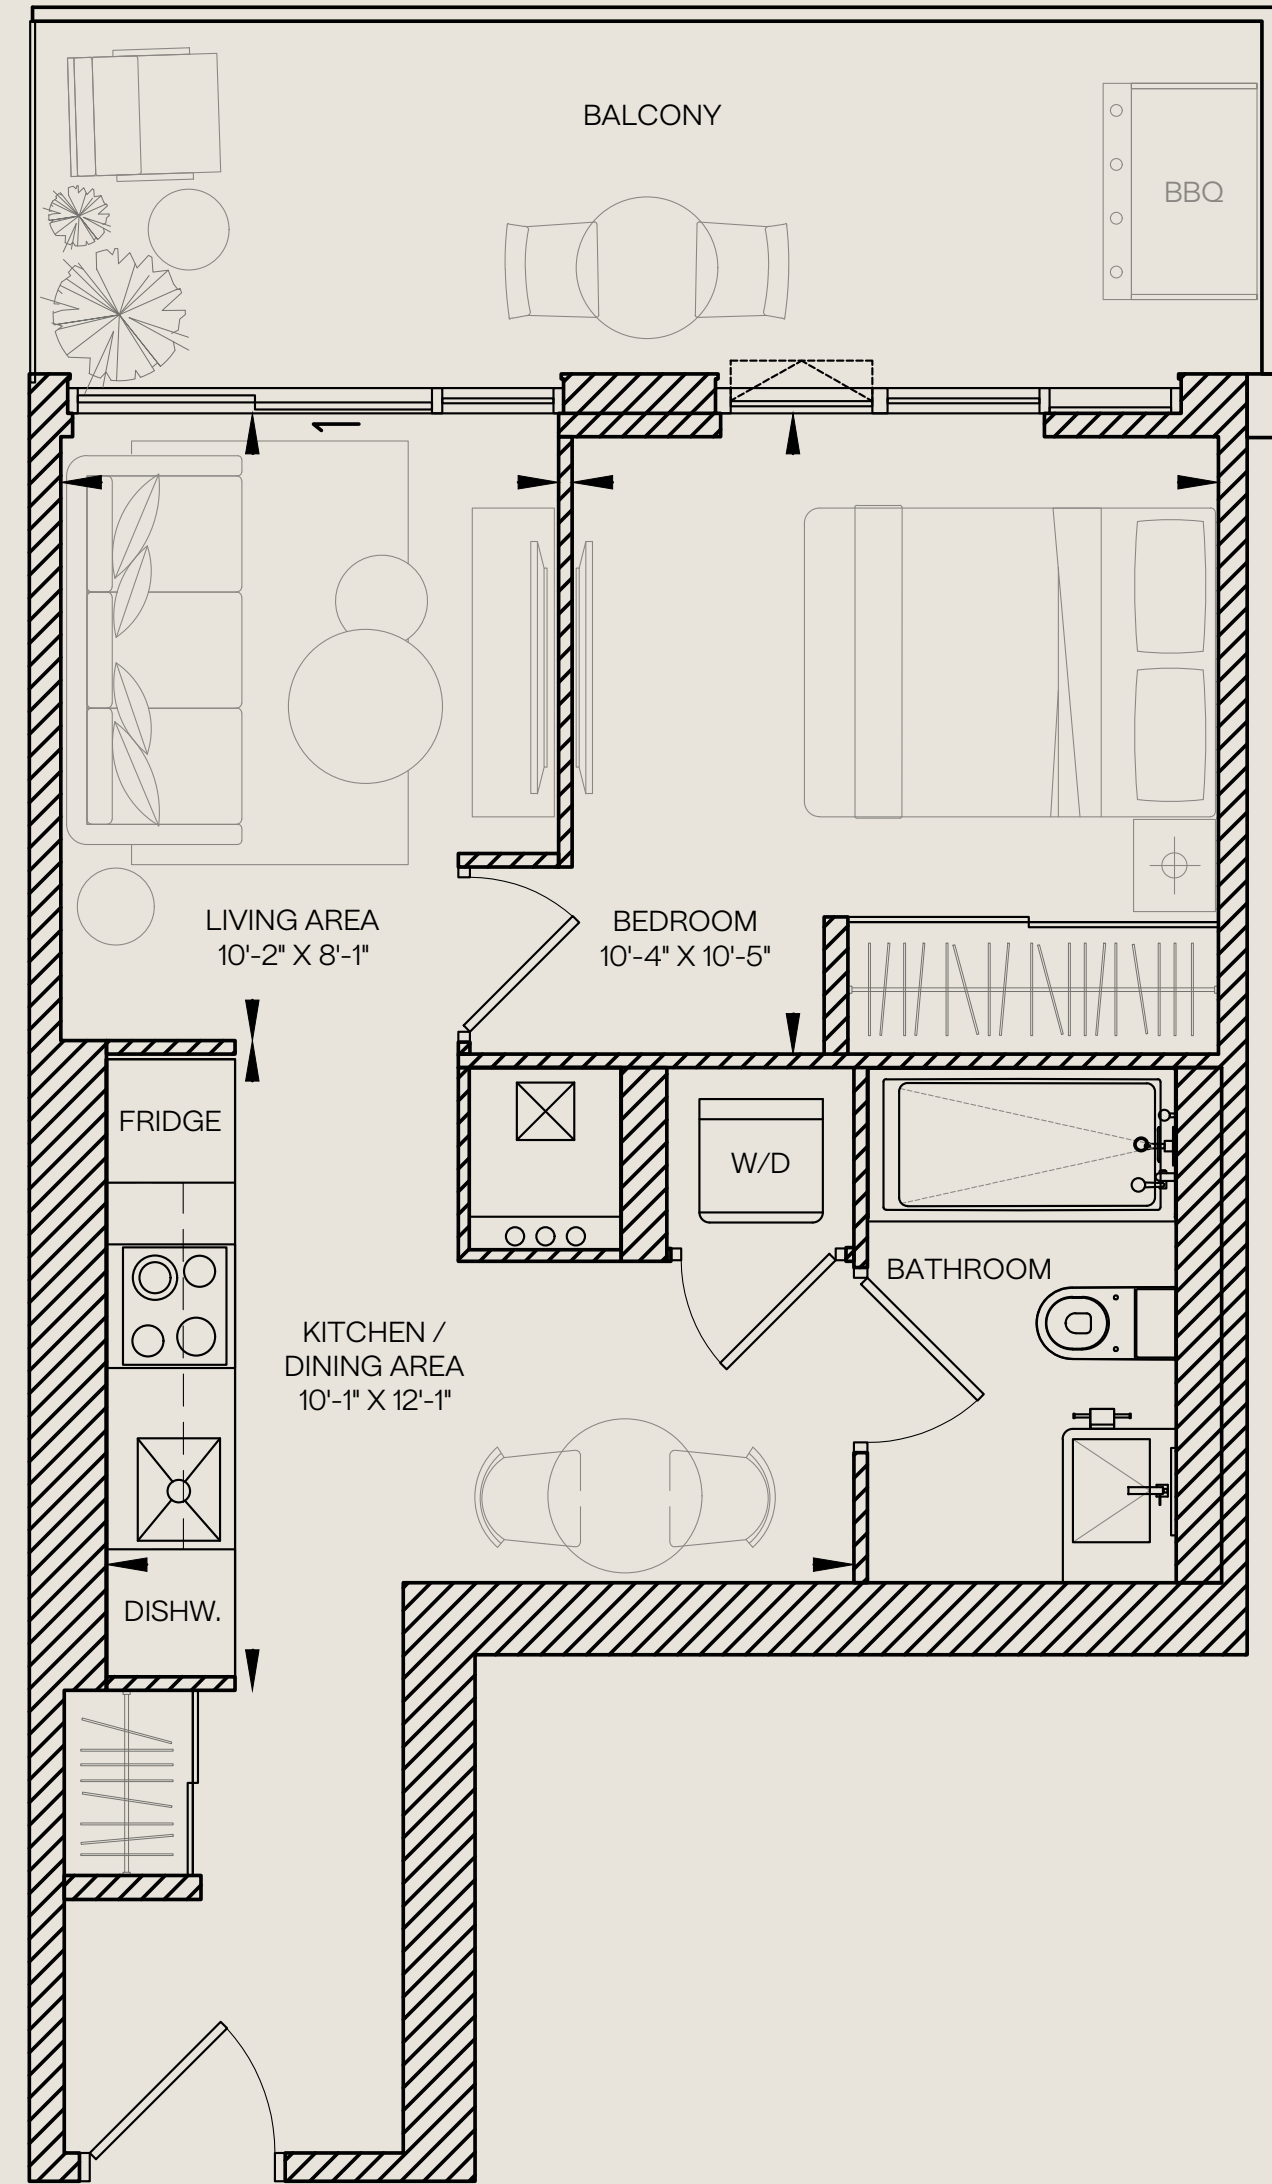 BALCONY
BBQ
LIVING AREA
10'-2" X 8'-1"
BEDROOM
10'-4" X 10'-5"
FRIDGE
W/D
BATHROOM
KITCHEN /
DINING AREA
10'-1" X 12'-1"
DISHW.